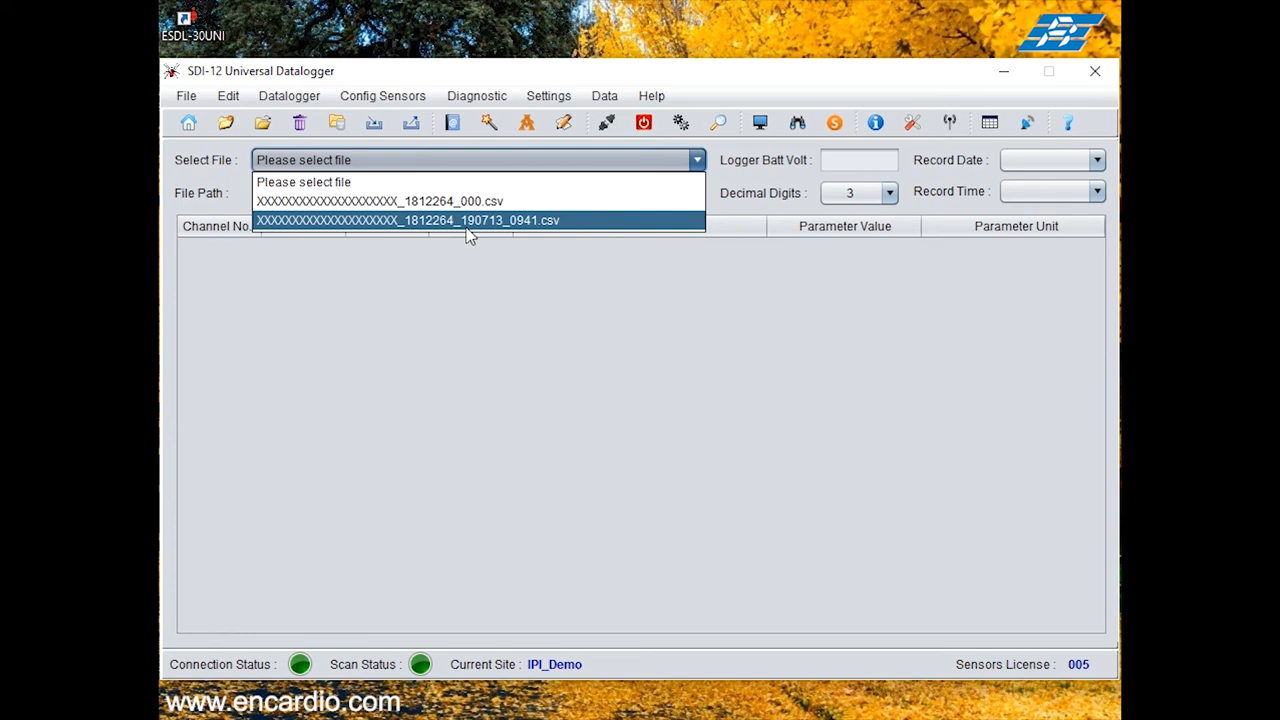 ESDL-30UNI
SDI-12 Universal Datalogger
File Edit Datalogger Config Sensors Diagnostic Settings Data Help
Select File : Please select file Logger Batt Volt : Record Date :
Please select file
File Path : Decimal Digits : 3 Record Time :
XXXXXXXXXXXXXXXXXXXX_1812264_000.csv
XXXXXXXXXXXXXXXXXXXX_1812264_190713_0941.csv
Channel No. Parameter Value Parameter Unit
Connection Status : Scan Status : Current Site : IPI_Demo Sensors License : 005
www.encardio.com